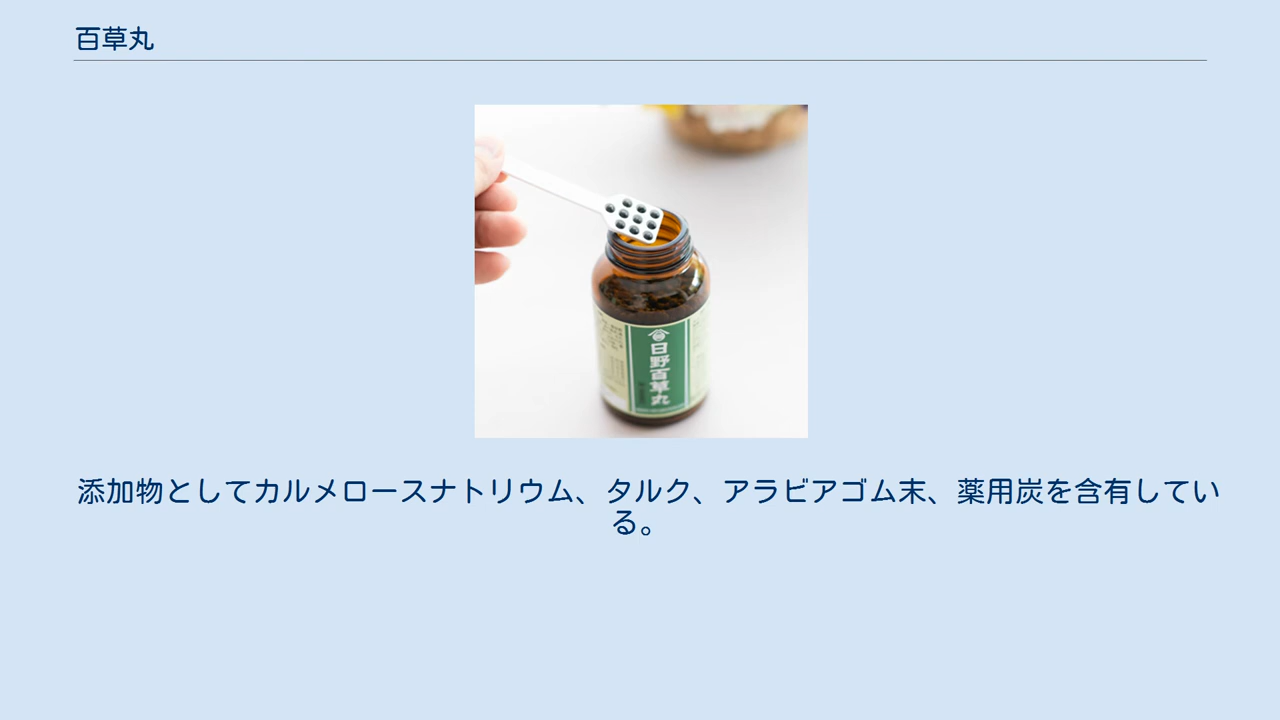 百草丸
日野百草丸
添加物としてカルメロースナトリウム、タルク、アラビアゴム末、薬用炭を含有してい
る。